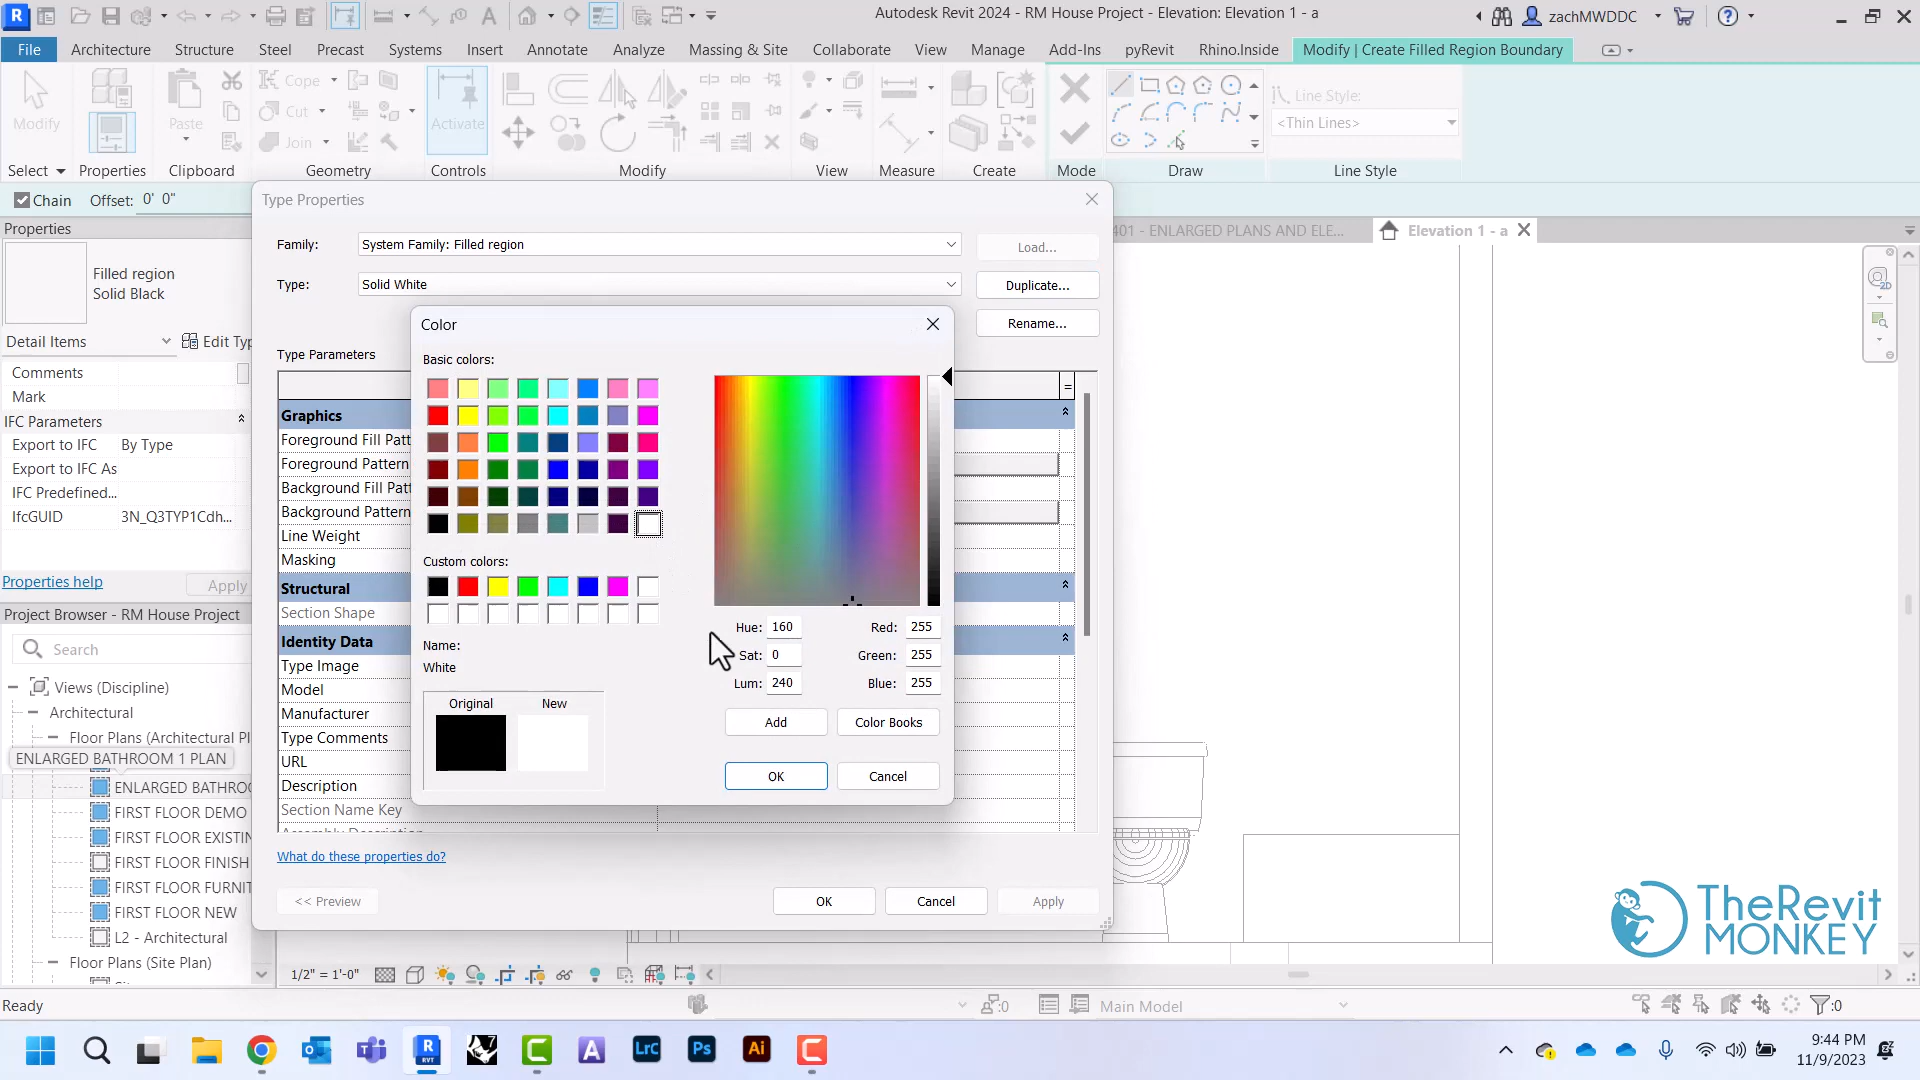 Autodesk Revit 2024 - RM House Project - Elevation: Elevation 1 - a
zachMWDDC
File Architecture Structure Steel Precast Systems Insert Annotate Analyze Massing & Site Collaborate View Manage Add-Ins pyRevit Rhino.Inside Modify | Create Filled Region Boundary
Modify
Paste
Cope
Cut
Join
Activate
Line Style:
<Thin Lines>
Select Properties Clipboard Geometry Controls Modify View Measure Create Mode Draw Line Style
Chain Offset: 0' 0"
Properties
Filled region
Solid Black
Detail Items Edit Typ
Comments
Mark
IFC Parameters
Export to IFC By Type
Export to IFC As
IFC Predefined...
IfcGUID 3N_Q3TYP1Cdh...
Properties help Apply
Project Browser - RM House Project
Search
Views (Discipline)
Architectural
Floor Plans (Architectural Pl
ENLARGED BATHROOM 1 PLAN
ENLARGED BATHROO
FIRST FLOOR DEMO
FIRST FLOOR EXISTIN
FIRST FLOOR FINISH
FIRST FLOOR FURNIT
FIRST FLOOR NEW
L2 - Architectural
Floor Plans (Site Plan)
Type Properties
Family: System Family: Filled region Load...
Type: Solid White Duplicate...
Rename...
Type Parameters
=
Graphics
Foreground Fill Patt
Foreground Pattern
Background Fill Patt
Background Pattern
Line Weight
Masking
Structural
Section Shape
Identity Data
Type Image
Model
Manufacturer
Type Comments
URL
Description
Section Name Key
Assembly Description
What do these properties do?
<< Preview OK Cancel Apply
Color
Basic colors:
Custom colors:
Name:
White
Original New
Hue: 160 Red: 255
Sat: 0 Green: 255
Lum: 240 Blue: 255
Add Color Books
OK Cancel
401 - ENLARGED PLANS AND ELE... Elevation 1 - a
2D
TheRevit
MONKEY
1/2" = 1'-0"
Ready
:0 Main Model :0
R
RVT
7
C
A
LrC
Ps
Ai
C
9:44 PM
11/9/2023